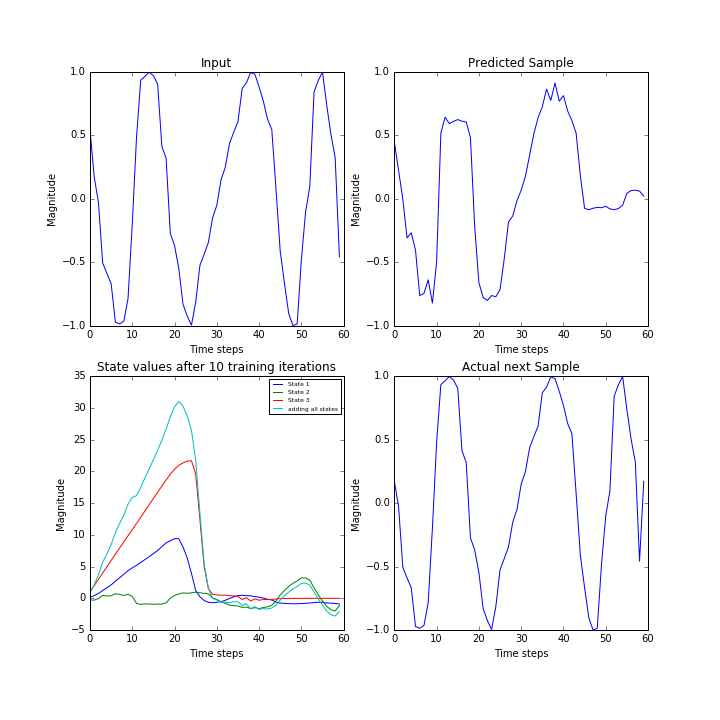 Input
Magnitude
1.0
0.5
0.0
−0.5
−1.0
0 10 20 30 40 50 60
Time steps
Predicted Sample
Magnitude
1.0
0.5
0.0
−0.5
−1.0
0 10 20 30 40 50 60
Time steps
State values after 10 training iterations
Magnitude
35
30
25
20
15
10
5
0
−5
0 10 20 30 40 50 60
Time steps
State 1
State 2
State 3
adding all states
Actual next Sample
Magnitude
1.0
0.5
0.0
−0.5
−1.0
0 10 20 30 40 50 60
Time steps